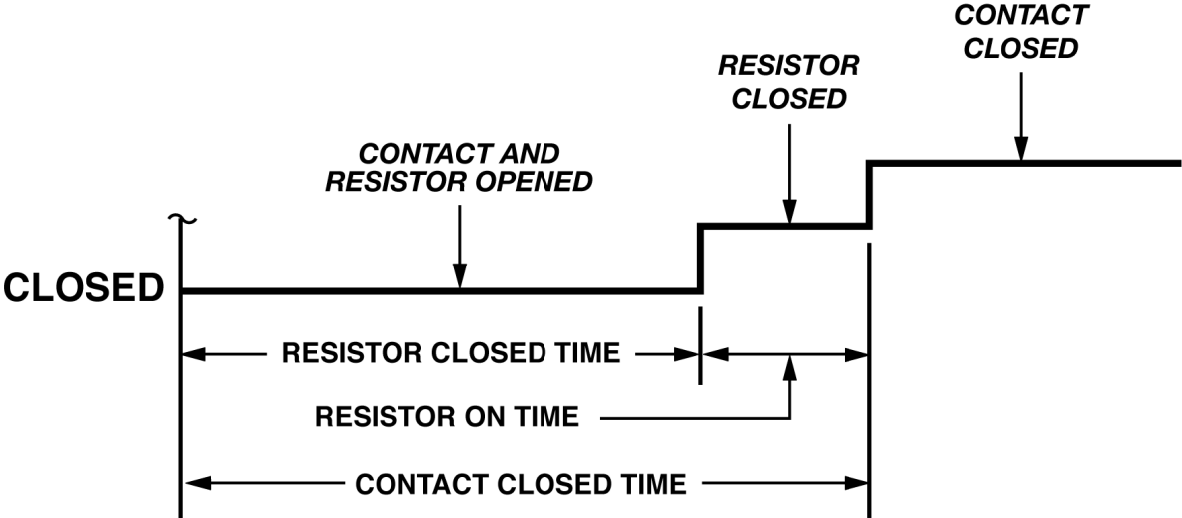 CONTACT
CLOSED
RESISTOR
CLOSED
CONTACT AND
RESISTOR OPENED
CLOSED
RESISTOR CLOSED TIME
RESISTOR ON TIME
CONTACT CLOSED TIME